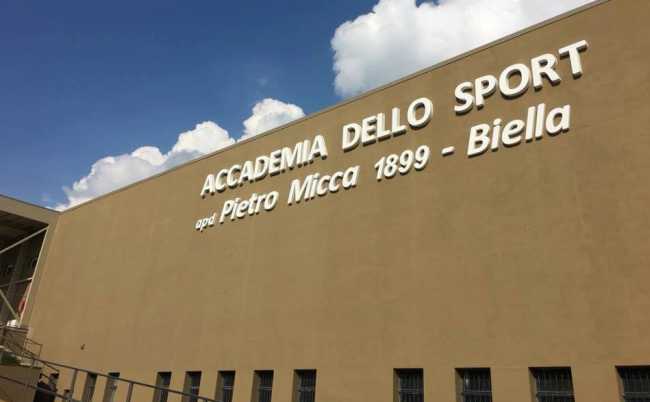 ACCADEMIA DELLO SPORT
apd Pietro Micca 1899 - Biella